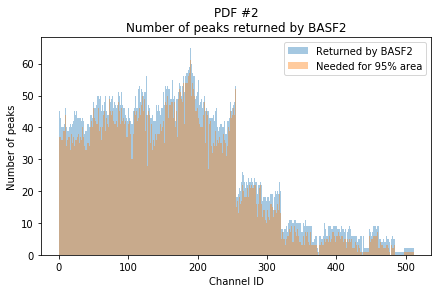 PDF #2
Number of peaks returned by BASF2
Returned by BASF2
Needed for 95% area
Number of peaks
60
50
40
30
20
10
0
0
100
200
300
400
500
Channel ID